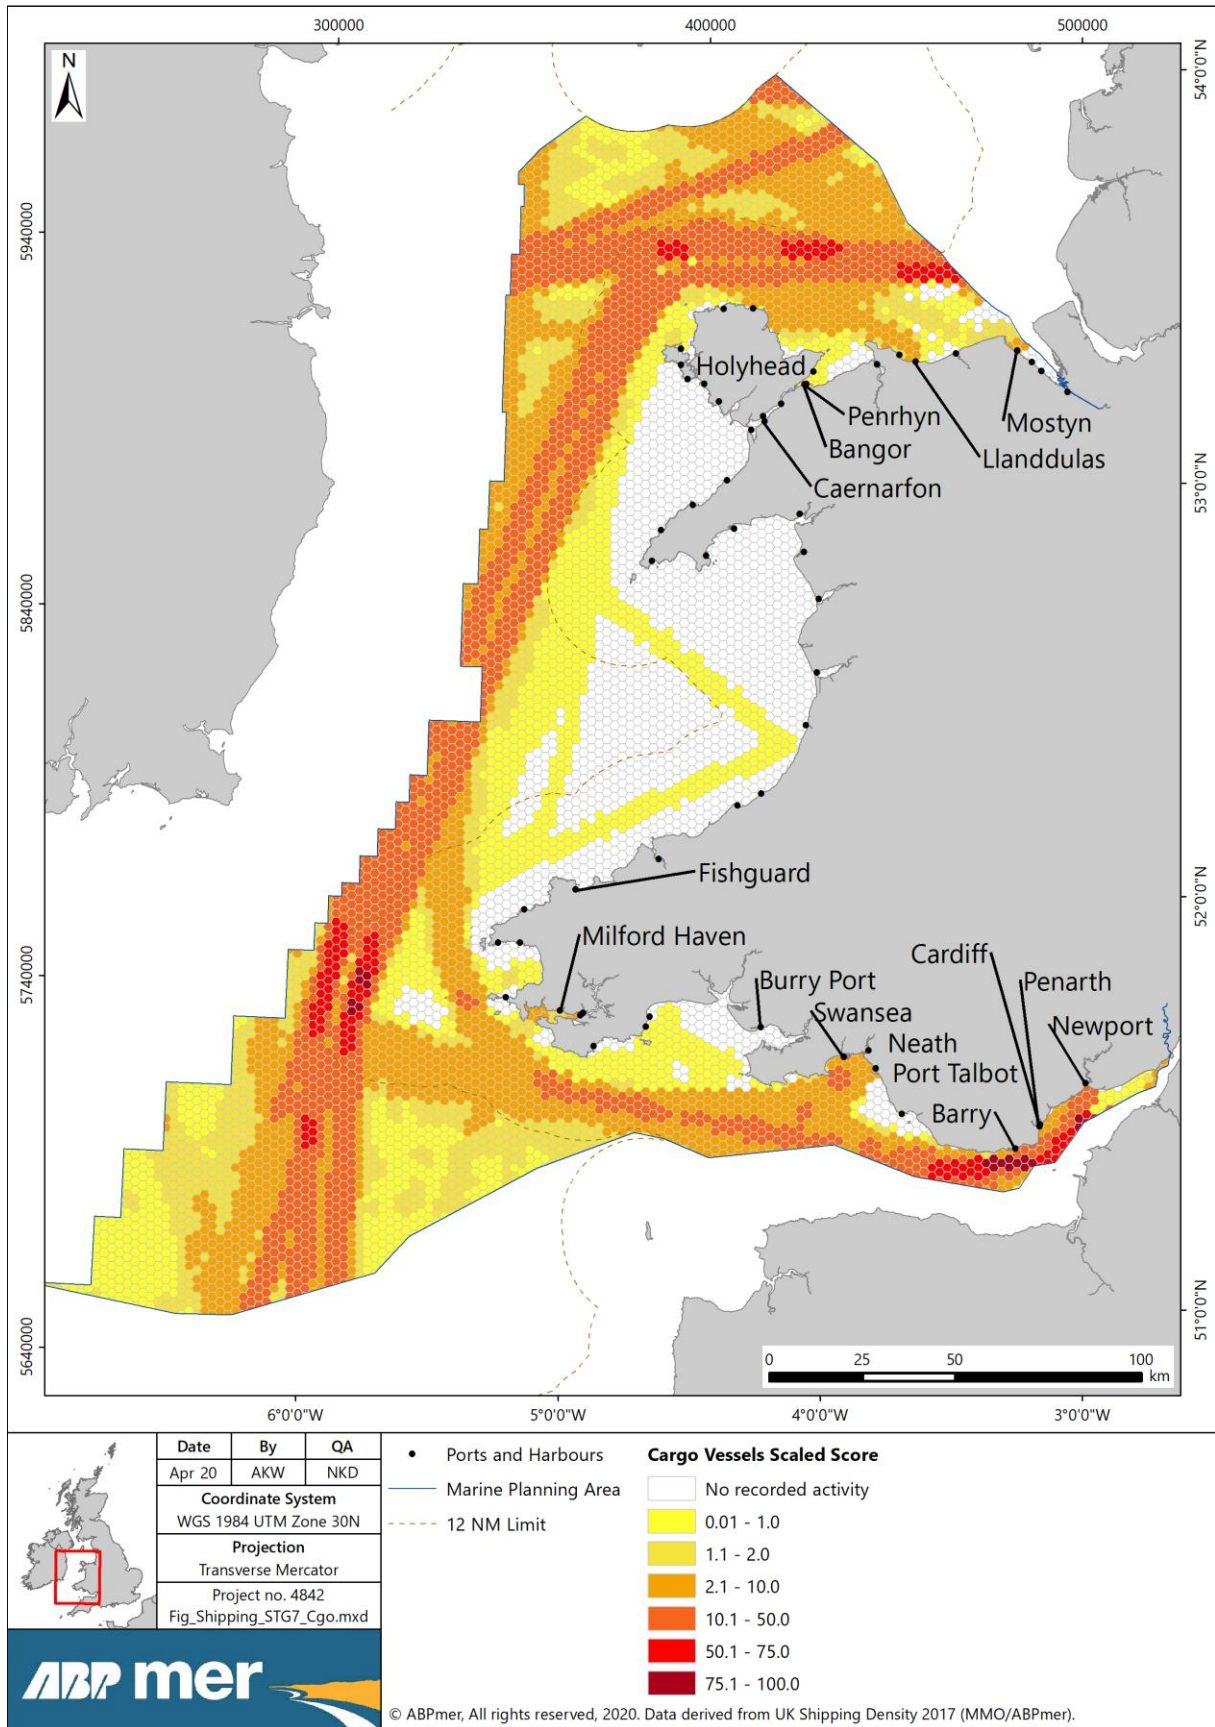 300000
400000
500000
N
54°0'0"N
5940000
Holyhead
Penrhyn
Mostyn
Bangor
Llanddulas
Caernarfon
53°0'0"N
5840000
Fishguard
52°0'0"N
Milford Haven
Cardiff
5740000
Burry Port
Penarth
Swansea
Newport
Neath
Port Talbot
Barry
51°0'0"N
5640000
0 25 50 100
km
6°0'0"W
5°0'0"W
4°0'0"W
3°0'0"W
Date By QA
Apr 20 AKW NKD
Coordinate System
WGS 1984 UTM Zone 30N
Projection
Transverse Mercator
Project no. 4842
Fig_Shipping_STG7_Cgo.mxd
ABPmer
Ports and Harbours
Marine Planning Area
12 NM Limit
Cargo Vessels Scaled Score
No recorded activity
0.01 - 1.0
1.1 - 2.0
2.1 - 10.0
10.1 - 50.0
50.1 - 75.0
75.1 - 100.0
© ABPmer, All rights reserved, 2020. Data derived from UK Shipping Density 2017 (MMO/ABPmer).